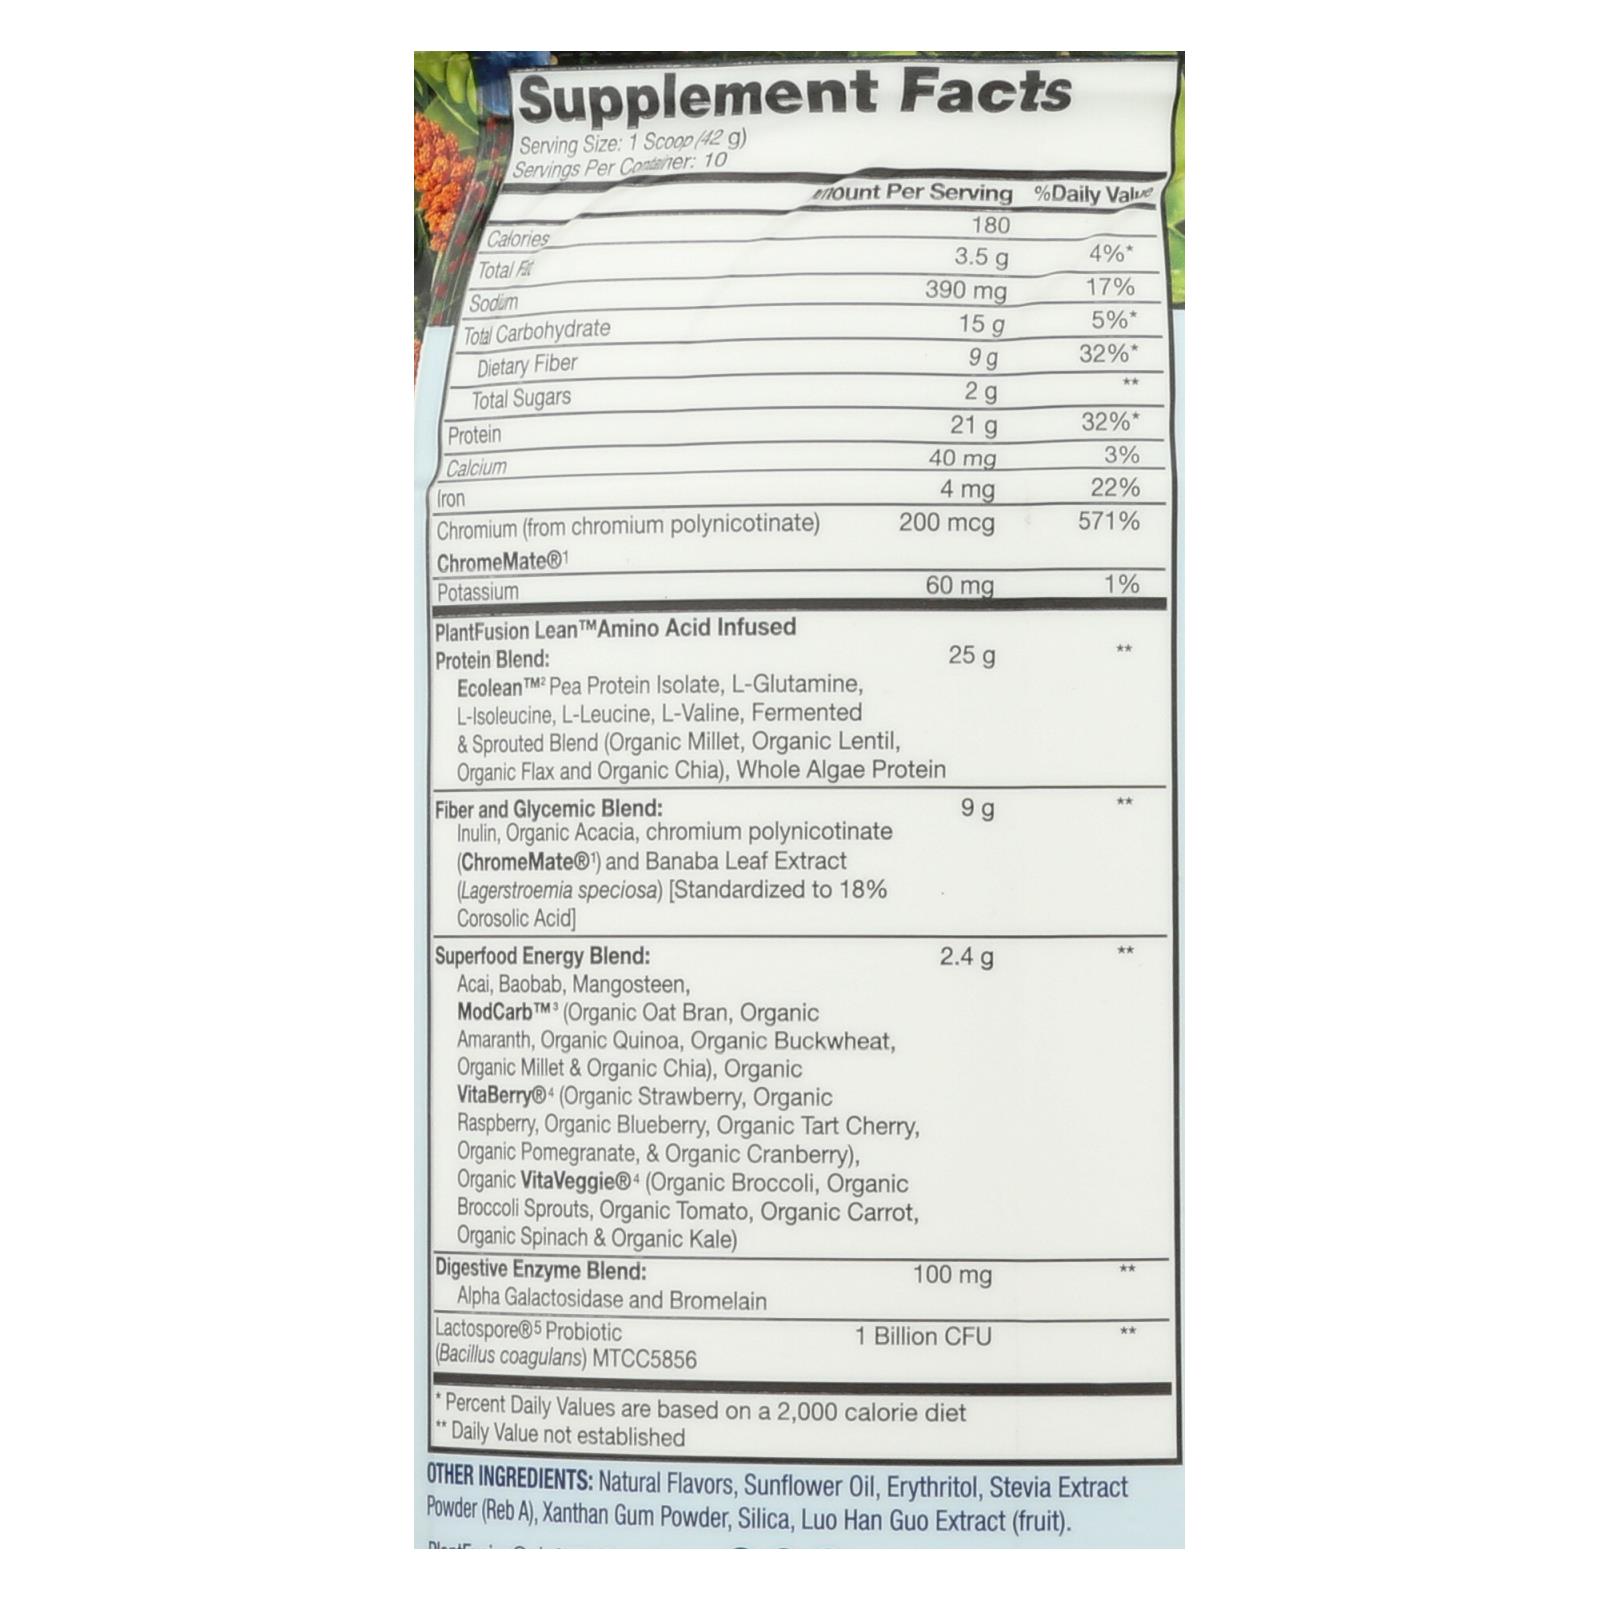 Supplement Facts
Serving Size: 1 Scoop (42 g)
Servings Per Container: 10
Amount Per Serving %Daily Value
Calories 180
Total Fat 3.5 g 4%*
Sodium 390 mg 17%
Total Carbohydrate 15 g 5%*
Dietary Fiber 9 g 32%*
Total Sugars 2 g **
Protein 21 g 32%*
Calcium 40 mg 3%
Iron 4 mg 22%
Chromium (from chromium polynicotinate) 200 mcg 571%
ChromeMate®¹
Potassium 60 mg 1%
PlantFusion Lean™Amino Acid Infused
Protein Blend: 25 g **
Ecolean™² Pea Protein Isolate, L-Glutamine,
L-Isoleucine, L-Leucine, L-Valine, Fermented
& Sprouted Blend (Organic Millet, Organic Lentil,
Organic Flax and Organic Chia), Whole Algae Protein
Fiber and Glycemic Blend: 9 g **
Inulin, Organic Acacia, chromium polynicotinate
(ChromeMate®¹) and Banaba Leaf Extract
(Lagerstroemia speciosa) [Standardized to 18%
Corosolic Acid]
Superfood Energy Blend: 2.4 g **
Acai, Baobab, Mangosteen,
ModCarb™³ (Organic Oat Bran, Organic
Amaranth, Organic Quinoa, Organic Buckwheat,
Organic Millet & Organic Chia), Organic
VitaBerry®⁴ (Organic Strawberry, Organic
Raspberry, Organic Blueberry, Organic Tart Cherry,
Organic Pomegranate, & Organic Cranberry),
Organic VitaVeggie®⁴ (Organic Broccoli, Organic
Broccoli Sprouts, Organic Tomato, Organic Carrot,
Organic Spinach & Organic Kale)
Digestive Enzyme Blend: 100 mg **
Alpha Galactosidase and Bromelain
Lactospore®⁵ Probiotic 1 Billion CFU **
(Bacillus coagulans) MTCC5856
* Percent Daily Values are based on a 2,000 calorie diet
** Daily Value not established
OTHER INGREDIENTS: Natural Flavors, Sunflower Oil, Erythritol, Stevia Extract
Powder (Reb A), Xanthan Gum Powder, Silica, Luo Han Guo Extract (fruit).